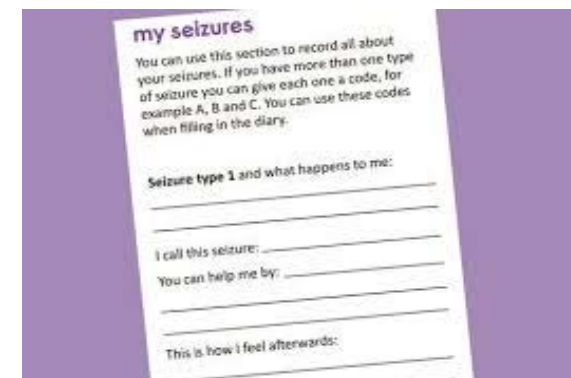 my seizures
You can use this section to record all about
your seizures. If you have more than one type
of seizure you can give each one a code, for
example A, B and C. You can use these codes
when filling in the diary.
Seizure type 1 and what happens to me:
I call this seizure:
You can help me by:
This is how I feel afterwards: